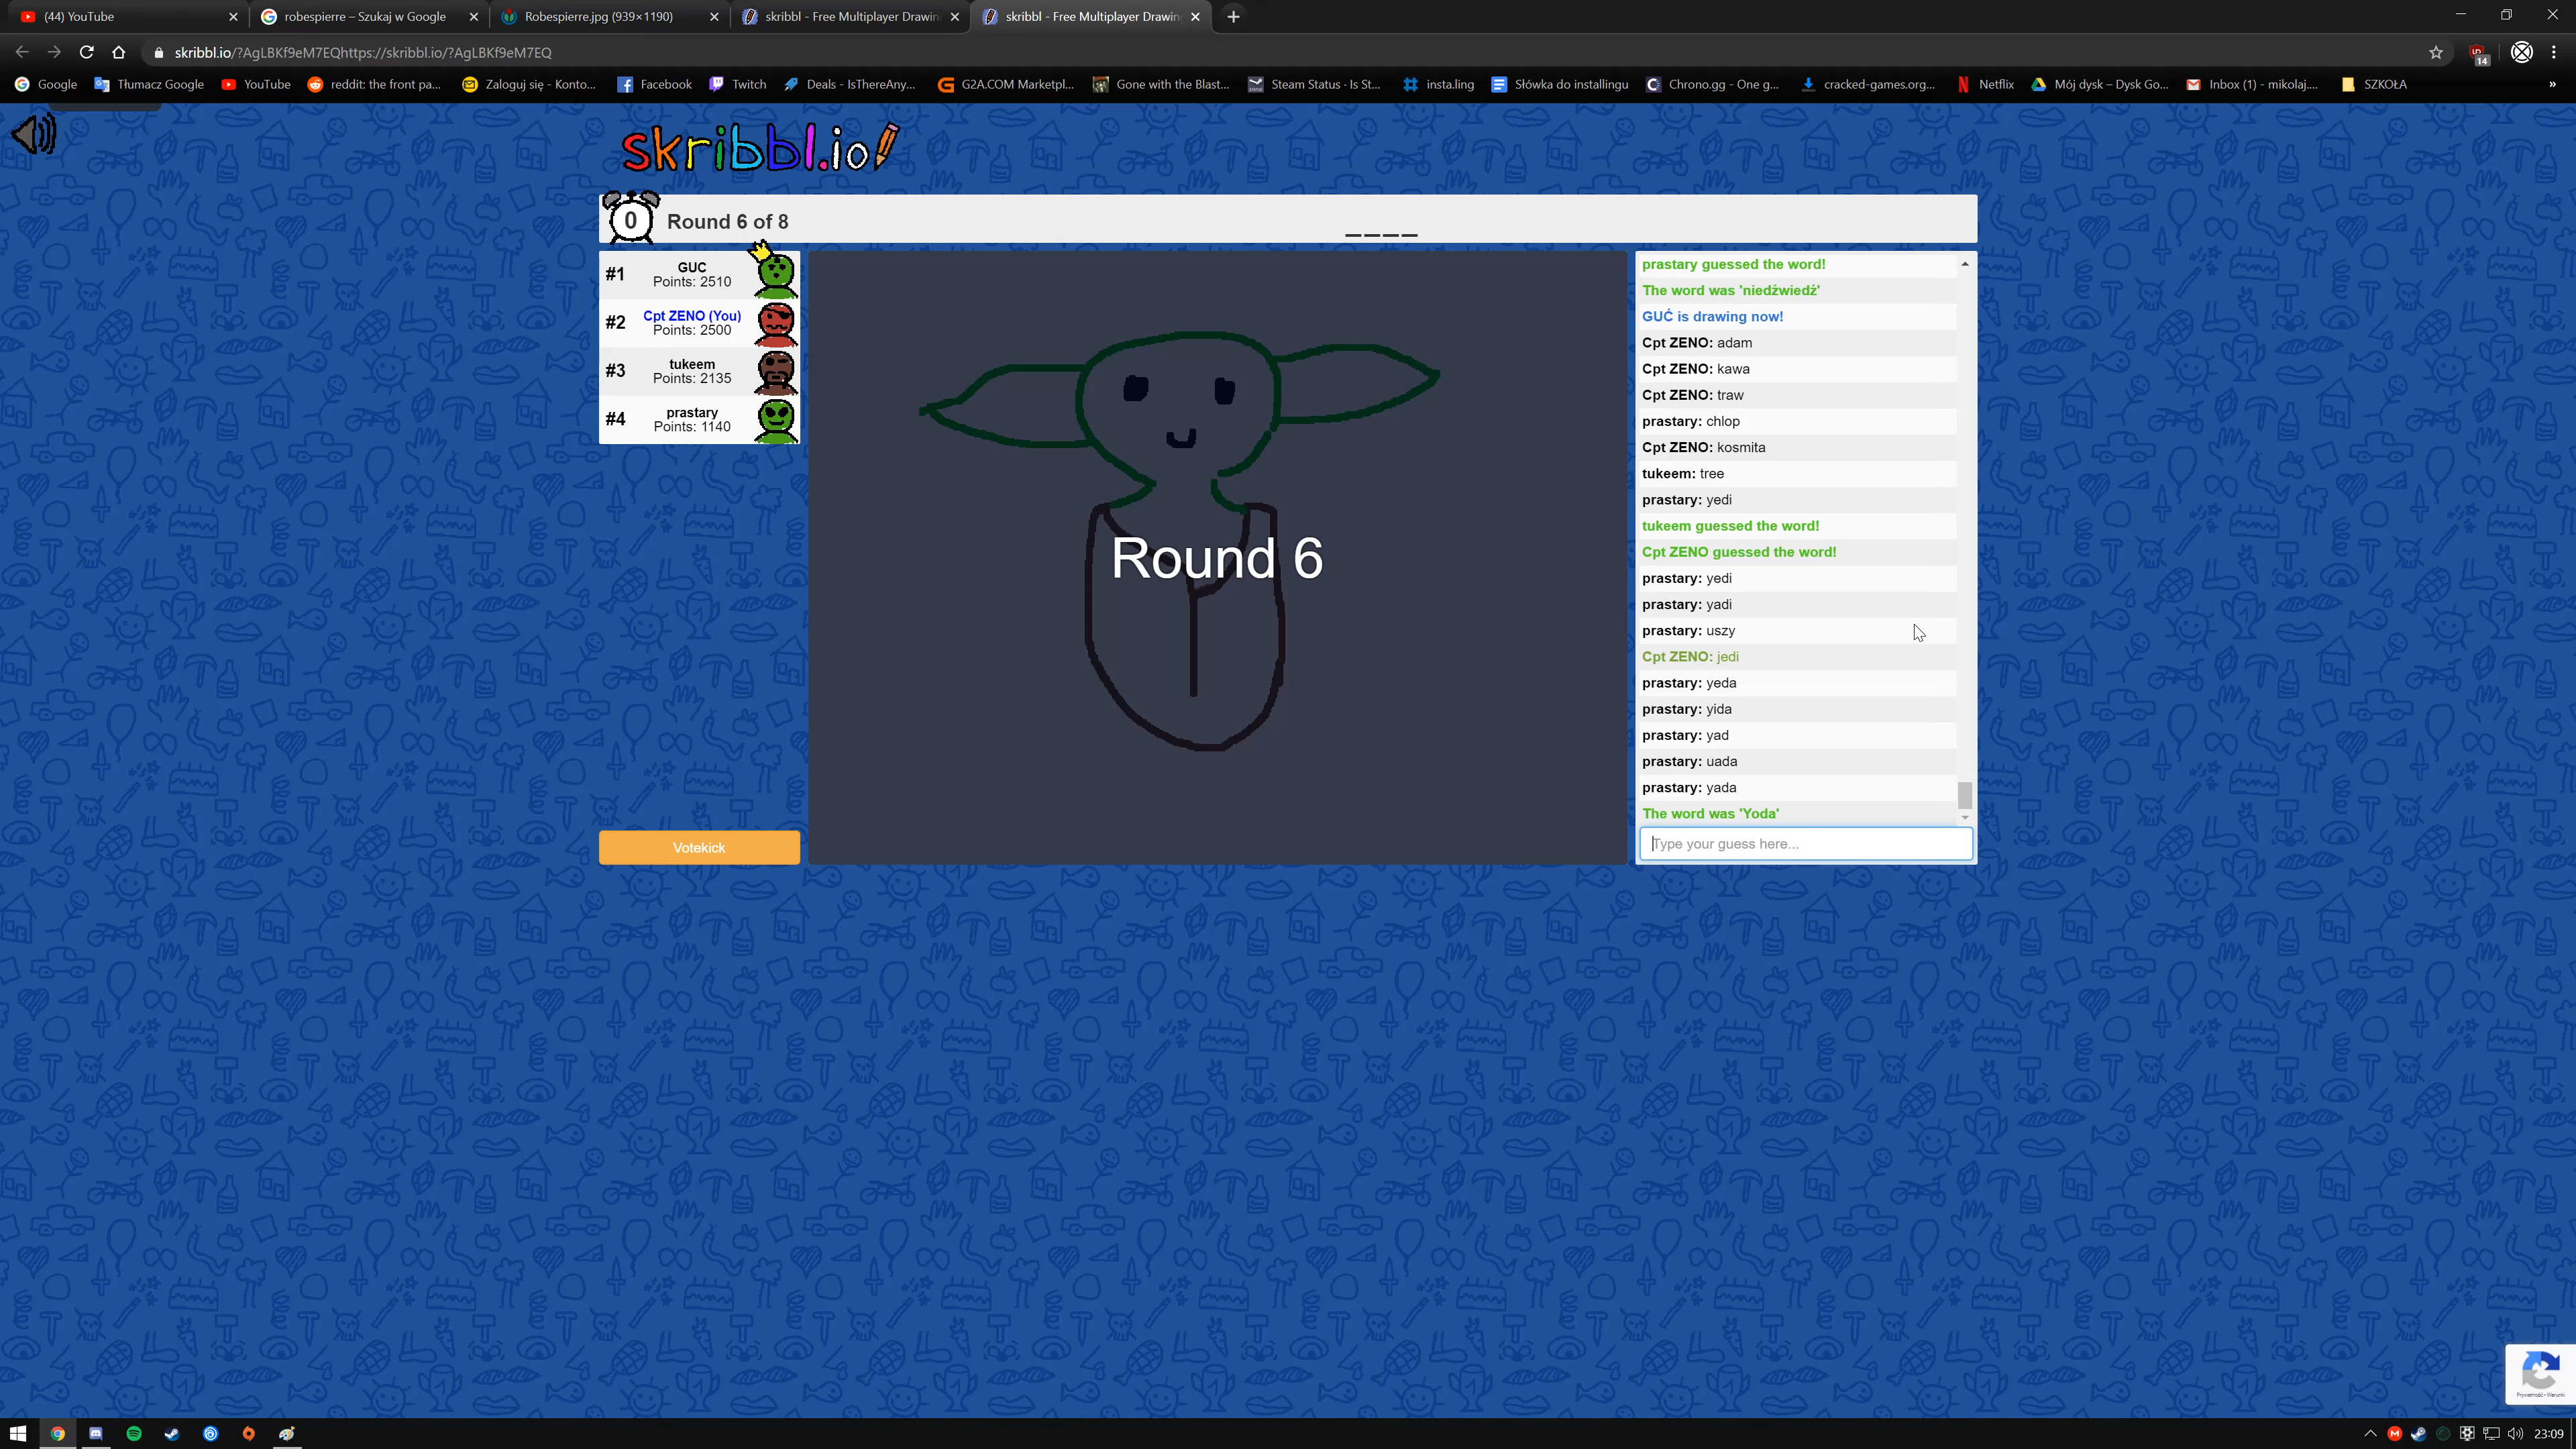 (44) YouTube
robespierre – Szukaj w Google
Robespierre.jpg (939×1190)
skribbl - Free Multiplayer Drawin
skribbl - Free Multiplayer Drawin
skribbl.io/?AgLBKf9eM7EQhttps://skribbl.io/?AgLBKf9eM7EQ
14
Google
Tłumacz Google
YouTube
reddit: the front pa...
Zaloguj się - Konto...
Facebook
Twitch
Deals - IsThereAny...
G2A.COM Marketpl...
Gone with the Blast...
Steam Status · Is St...
insta.ling
Słówka do installingu
Chrono.gg - One g...
cracked-games.org...
Netflix
Mój dysk – Dysk Go...
Inbox (1) - mikolaj....
SZKOŁA
»
skribbl.io
0
Round 6 of 8
_ _ _ _
#1
GUĆ
Points: 2510
#2
Cpt ZENO (You)
Points: 2500
#3
tukeem
Points: 2135
#4
prastary
Points: 1140
Votekick
Round 6
prastary guessed the word!
The word was 'niedźwiedź'
GUĆ is drawing now!
Cpt ZENO: adam
Cpt ZENO: kawa
Cpt ZENO: traw
prastary: chlop
Cpt ZENO: kosmita
tukeem: tree
prastary: yedi
tukeem guessed the word!
Cpt ZENO guessed the word!
prastary: yedi
prastary: yadi
prastary: uszy
Cpt ZENO: jedi
prastary: yeda
prastary: yida
prastary: yad
prastary: uada
prastary: yada
The word was 'Yoda'
Type your guess here...
Prywatność - Warunki
23:09